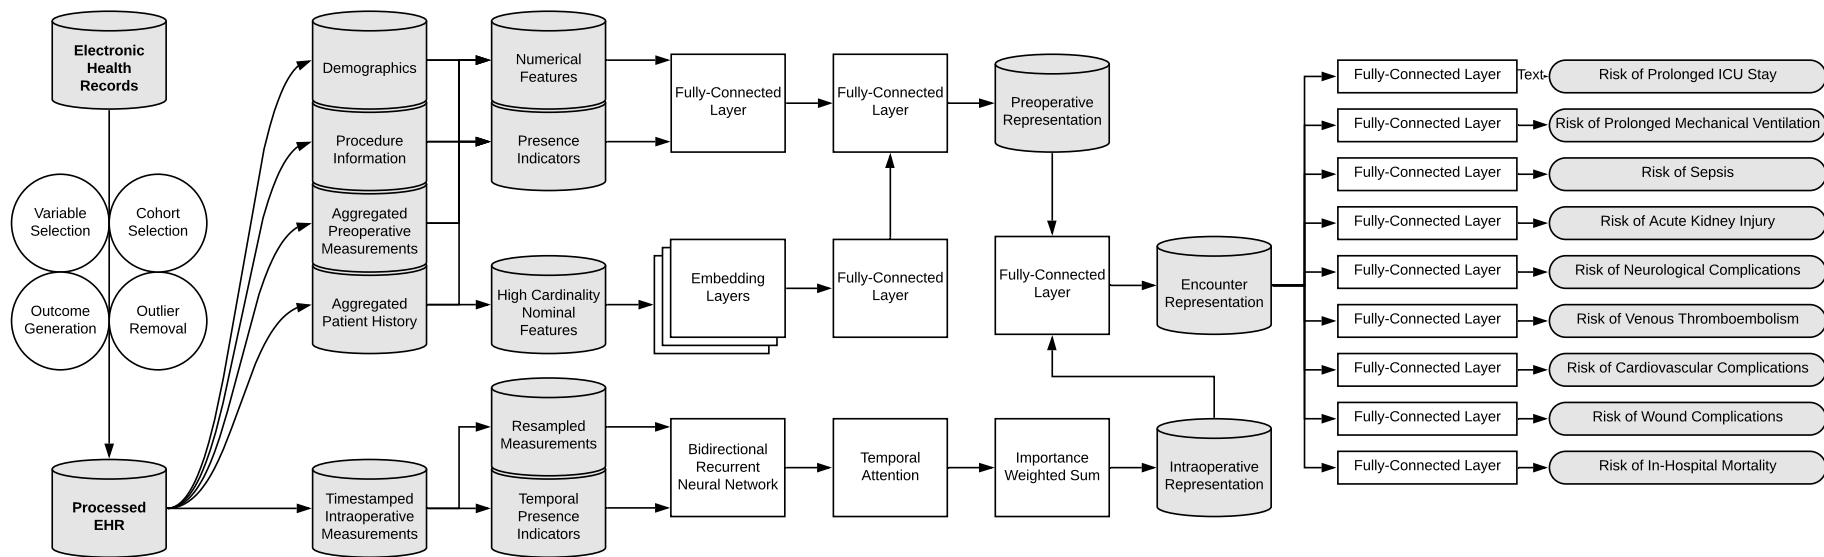 Electronic
Health
Records
Variable
Selection
Cohort
Selection
Outcome
Generation
Outlier
Removal
Processed
EHR
Demographics
Procedure
Information
Aggregated
Preoperative
Measurements
Aggregated
Patient History
Timestamped
Intraoperative
Measurements
Numerical
Features
Presence
Indicators
High Cardinality
Nominal
Features
Resampled
Measurements
Temporal
Presence
Indicators
Fully-Connected
Layer
Embedding
Layers
Bidirectional
Recurrent
Neural Network
Fully-Connected
Layer
Fully-Connected
Layer
Temporal
Attention
Preoperative
Representation
Fully-Connected
Layer
Importance
Weighted Sum
Encounter
Representation
Intraoperative
Representation
Fully-Connected Layer Text Risk of Prolonged ICU Stay
Fully-Connected Layer Risk of Prolonged Mechanical Ventilation
Fully-Connected Layer Risk of Sepsis
Fully-Connected Layer Risk of Acute Kidney Injury
Fully-Connected Layer Risk of Neurological Complications
Fully-Connected Layer Risk of Venous Thromboembolism
Fully-Connected Layer Risk of Cardiovascular Complications
Fully-Connected Layer Risk of Wound Complications
Fully-Connected Layer Risk of In-Hospital Mortality